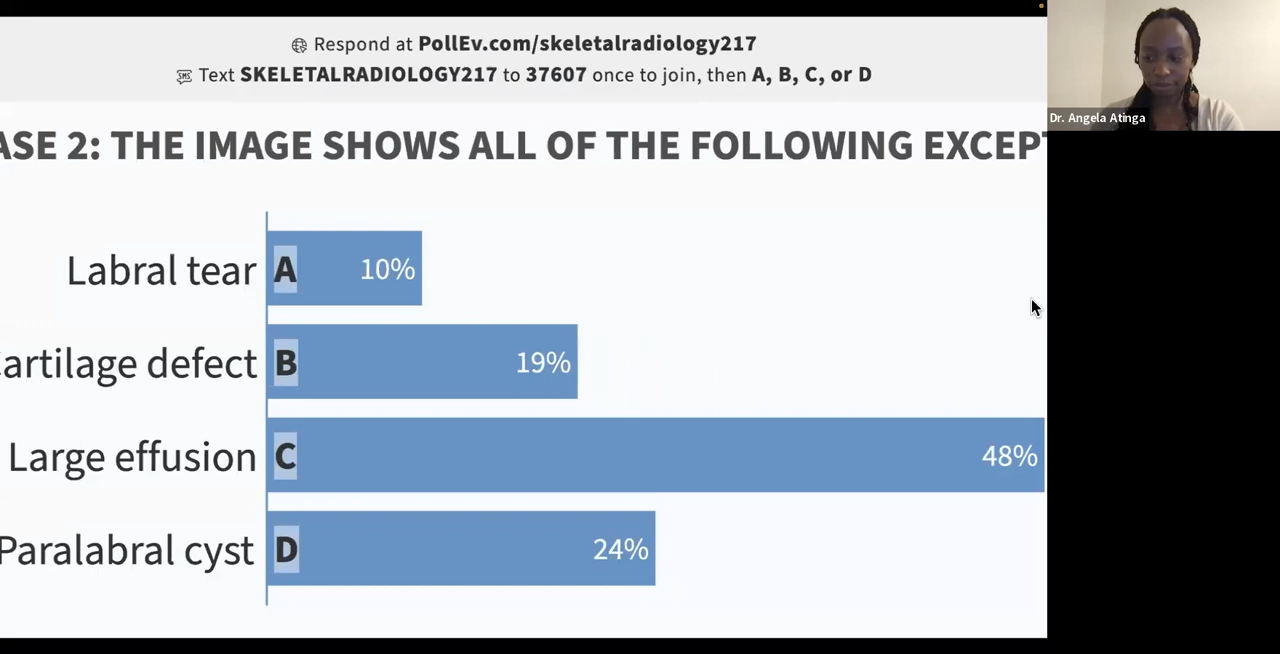 Respond at PollEv.com/skeletalradiology217
Text SKELETALRADIOLOGY217 to 37607 once to join, then A, B, C, or D
ASE 2: THE IMAGE SHOWS ALL OF THE FOLLOWING EXCEPT
Labral tear A 10%
artilage defect B 19%
Large effusion C 48%
Paralabral cyst D 24%
Dr. Angela Atinga